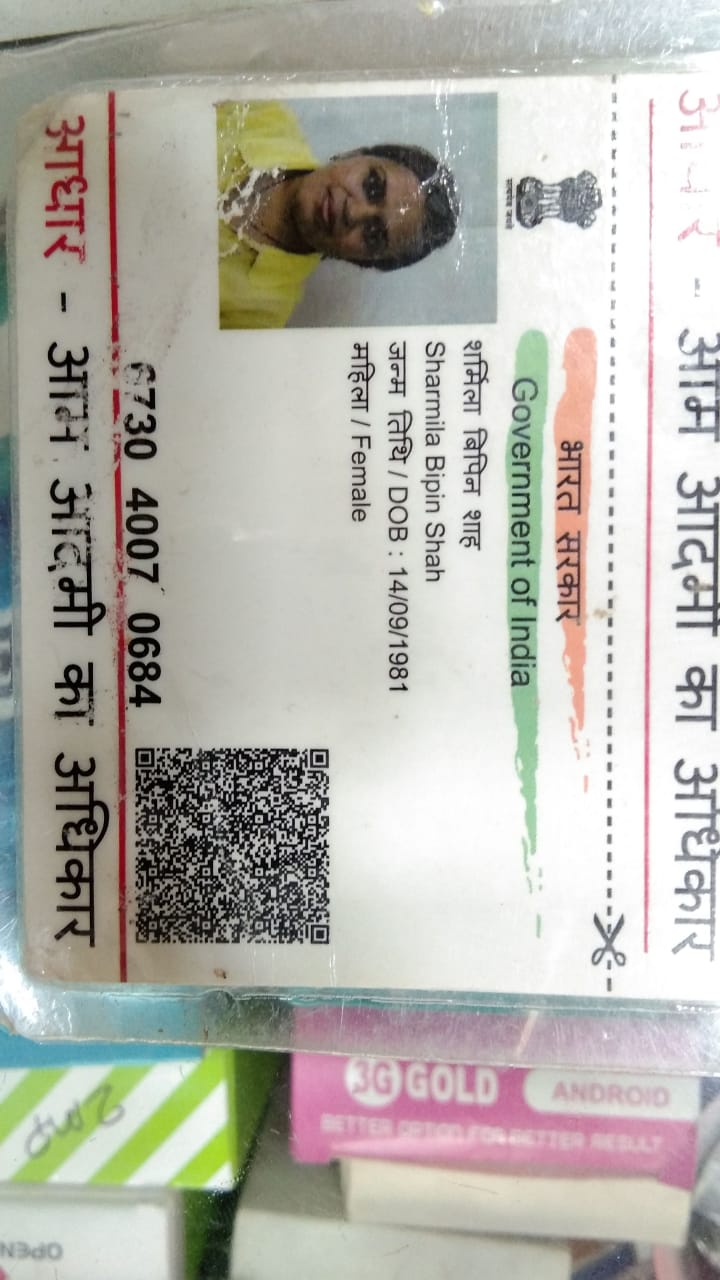 भारत सरकार
Government of India
सत्यमेव जयते
शर्मिला बिपिन शाह
Sharmila Bipin Shah
जन्म तिथि / DOB : 14/09/1981
महिला / Female
6730 4007 0684
आधार - आम आदमी का अधिकार
- आम आदमी का अधिकार
3G GOLD
ANDROID
BETTER OPTION FOR BETTER RESULT
2MP
OPEN